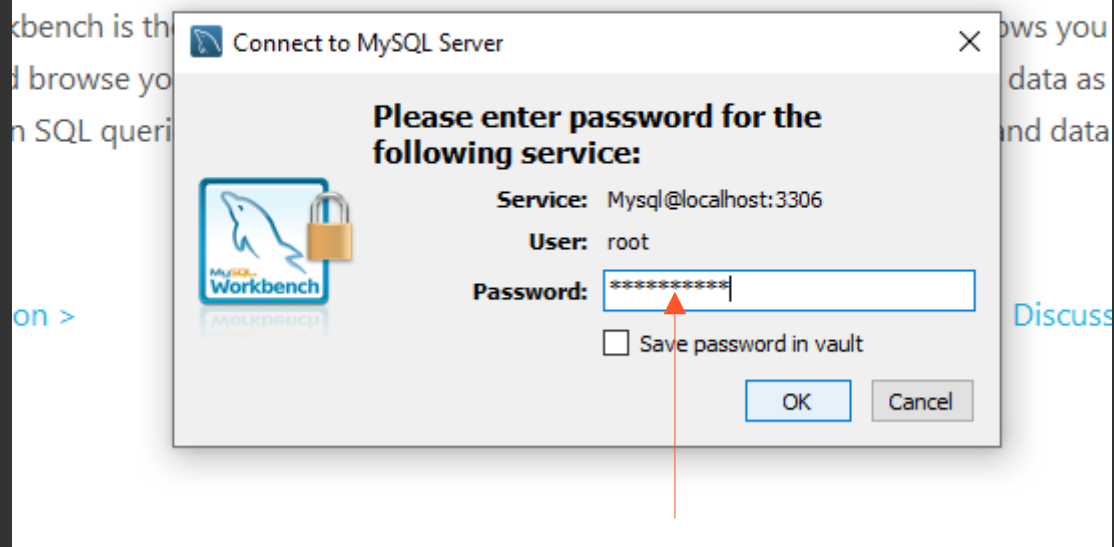 kbench is th
ows you
Connect to MySQL Server
d browse yo
data as
n SQL queri
and data
Please enter password for the
following service:
Service: Mysql@localhost:3306
User: root
MySQL
Workbench
Password: **********
on >
Discuss
Save password in vault
OK
Cancel